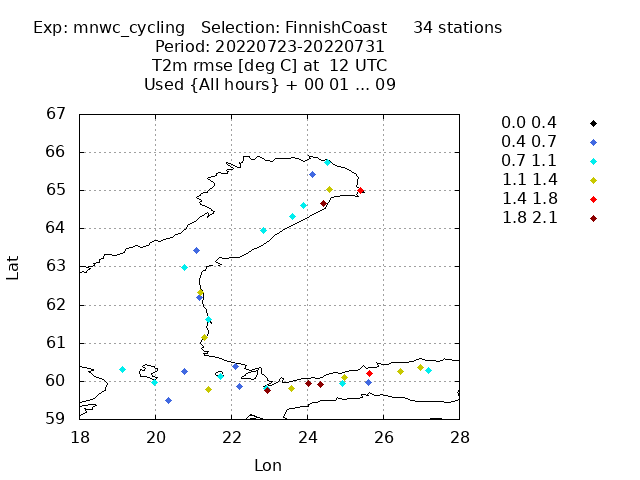 Exp: mnwc_cycling   Selection: FinnishCoast     34 stations
Period: 20220723-20220731
T2m rmse [deg C] at  12 UTC
Used {All hours} + 00 01 ... 09
67
66
65
64
63
62
61
60
59
18 20 22 24 26 28
Lat
Lon
0.0 0.4
0.4 0.7
0.7 1.1
1.1 1.4
1.4 1.8
1.8 2.1